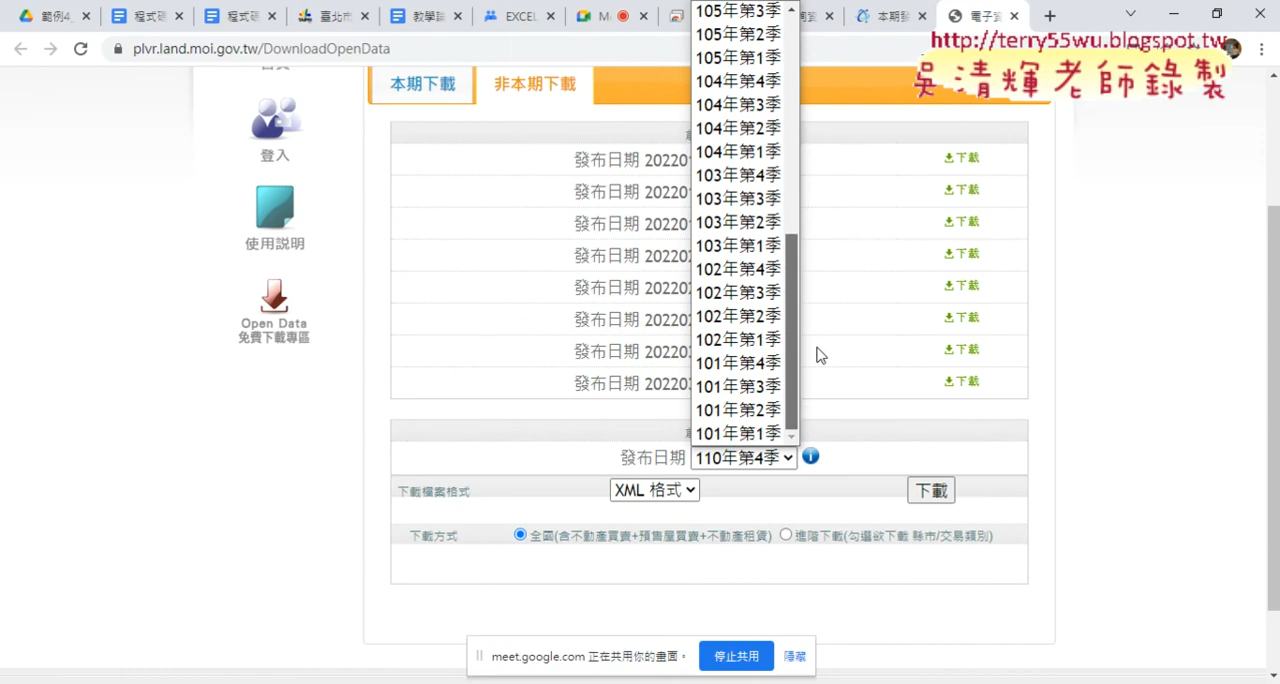 範例4_
程式碼
程式碼
臺北市
教學論
EXCEL
M
本期發
電子資
plvr.land.moi.gov.tw/DownloadOpenData
http://terry55wu.blogspot.tw
吳清輝老師錄製
本期下載
非本期下載
登入
使用說明
Open Data
免費下載專區
發布日期 202201
下載
發布日期 202201
下載
發布日期 20220
下載
發布日期 20220
下載
發布日期 20220
下載
發布日期 20220
下載
發布日期 20220
下載
發布日期 20220
下載
105年第3季
105年第2季
105年第1季
104年第4季
104年第3季
104年第2季
104年第1季
103年第4季
103年第3季
103年第2季
103年第1季
102年第4季
102年第3季
102年第2季
102年第1季
101年第4季
101年第3季
101年第2季
101年第1季
發布日期 110年第4季
下載檔案格式 XML 格式 下載
下載方式 全國(含不動產買賣+預售屋買賣+不動產租賃) 進階下載(勾選欲下載 縣市/交易類別)
meet.google.com 正在共用你的畫面。 停止共用 隱藏